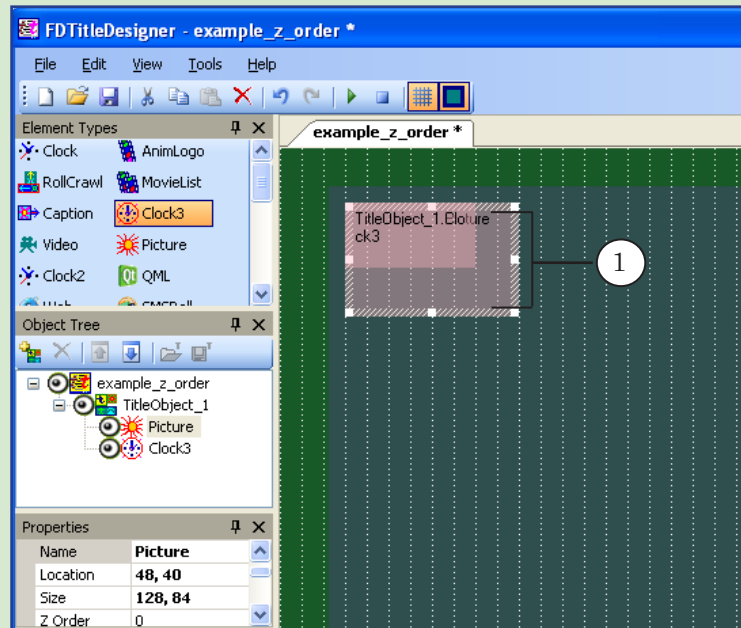 FDTitleDesigner - example_z_order *
File Edit View Tools Help
Element Types
example_z_order *
Clock AnimLogo
RollCrawl MovieList
Caption Clock3
Video Picture
Clock2 QML
Object Tree
example_z_order
TitleObject_1
Picture
Clock3
Properties
Name Picture
Location 48, 40
Size 128, 84
Z Order 0
TitleObject_1.
ck3
1